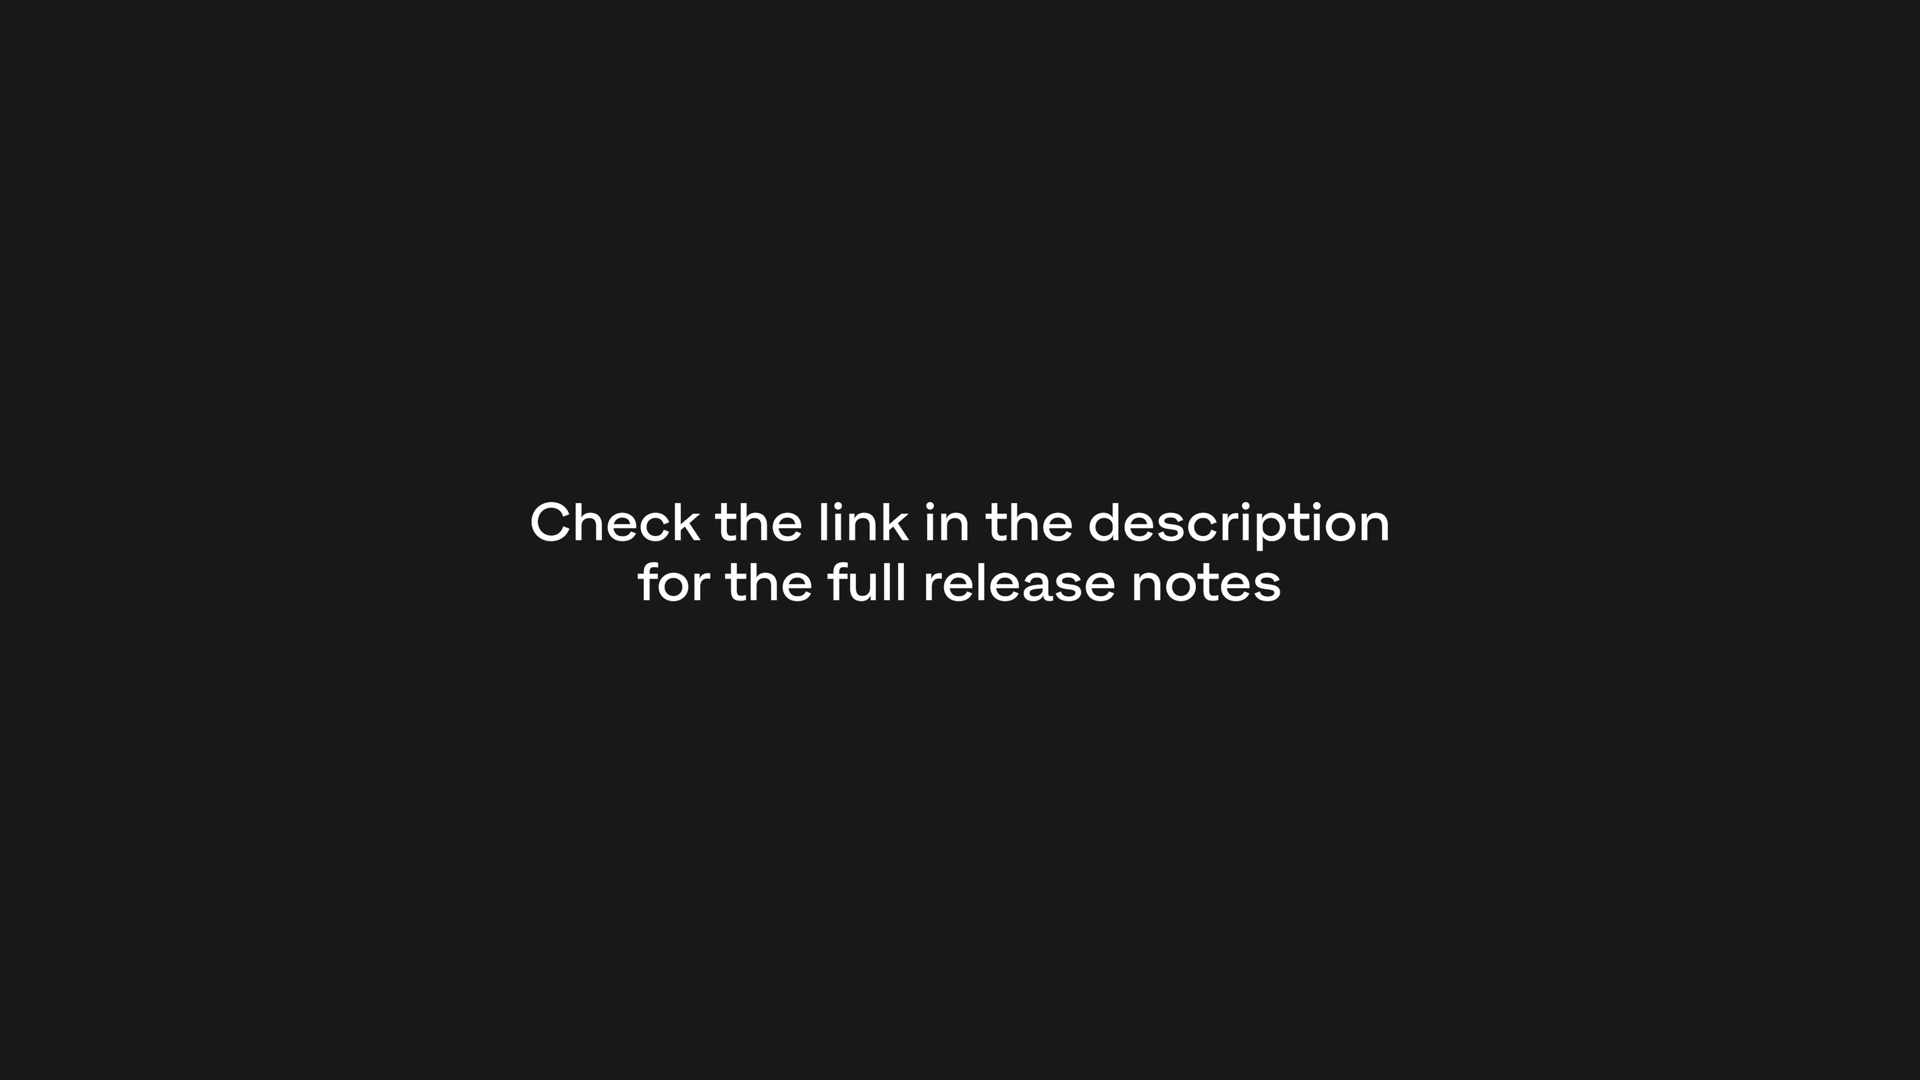 Check the link in the description
for the full release notes